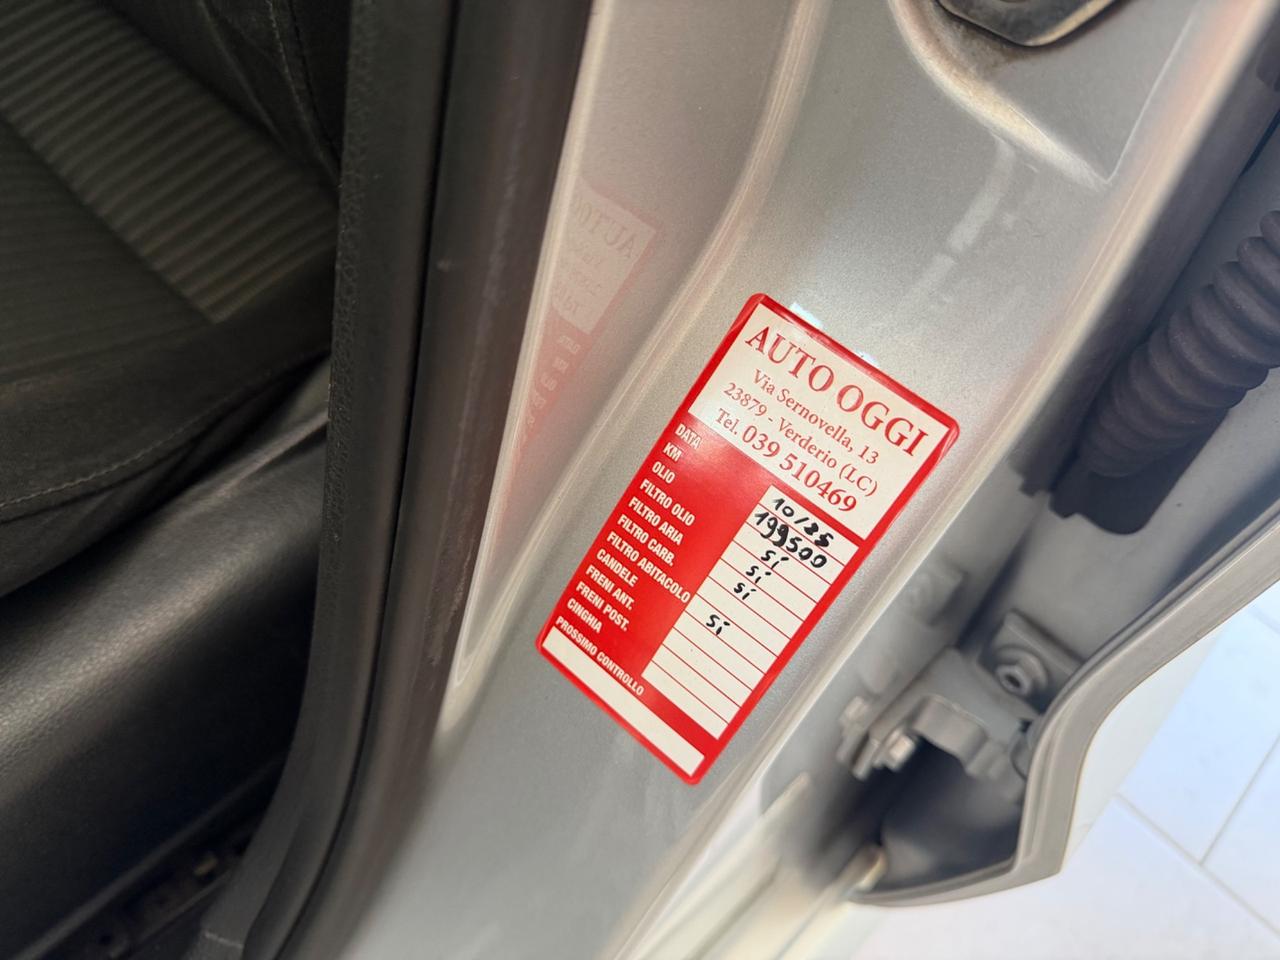 AUTO OGGI
Via Sernovella, 13
23879 - Verderio (LC)
Tel. 039 510469
DATA 10/25
KM 199500
OLIO Sí
FILTRO OLIO Sí
FILTRO ARIA Sí
FILTRO CARB.
FILTRO ABITACOLO Sí
CANDELE
FRENI ANT.
FRENI POST.
CINGHIA
PROSSIMO CONTROLLO